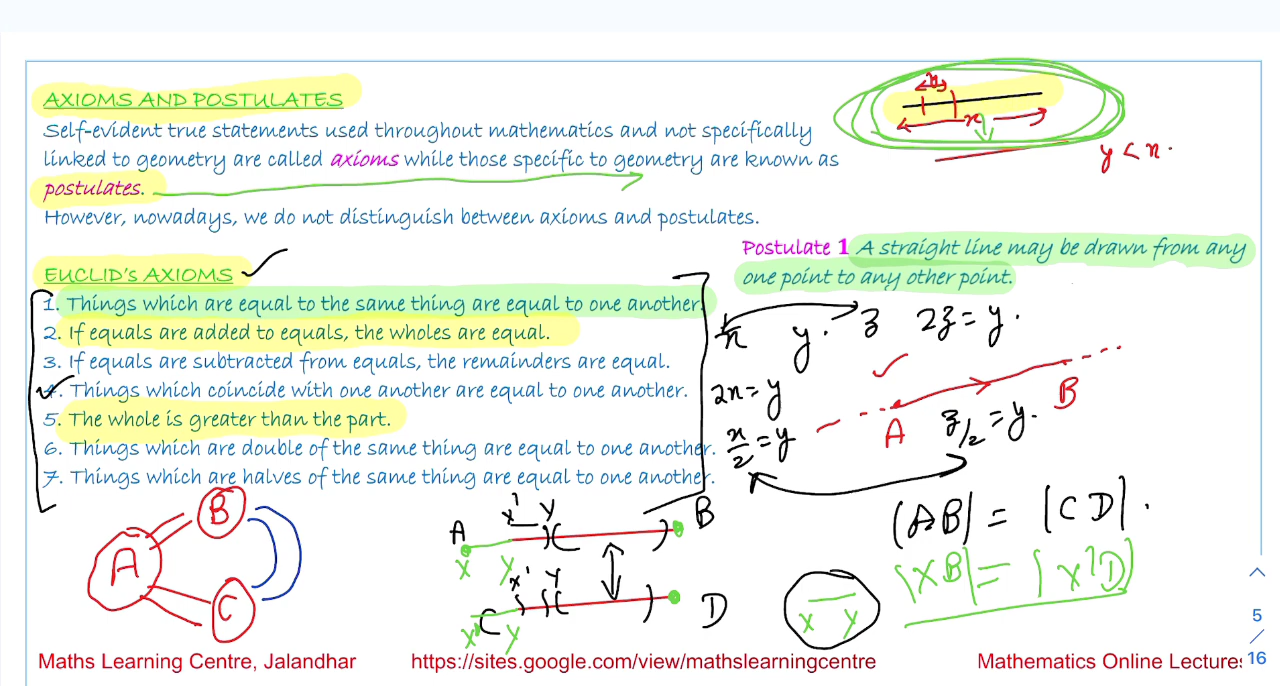 AXIOMS AND POSTULATES
Self-evident true statements used throughout mathematics and not specifically
linked to geometry are called axioms while those specific to geometry are known as
postulates.
However, nowadays, we do not distinguish between axioms and postulates.
y < x.
Postulate 1 A straight line may be drawn from any
one point to any other point.
EUCLID'S AXIOMS
1. Things which are equal to the same thing are equal to one another.
2. If equals are added to equals, the wholes are equal.
3. If equals are subtracted from equals, the remainders are equal.
4. Things which coincide with one another are equal to one another.
5. The whole is greater than the part.
6. Things which are double of the same thing are equal to one another.
7. Things which are halves of the same thing are equal to one another.
x y. z 2z = y.
2x = y
x/2 = y
z/2 = y.
A B
A B C
A X' Y B
X Y
X' Y
C D
X' Y
X Y
|AB| = |CD|.
|XB| = |X'D|
5
/
16
Maths Learning Centre, Jalandhar
https://sites.google.com/view/mathslearningcentre
Mathematics Online Lectures